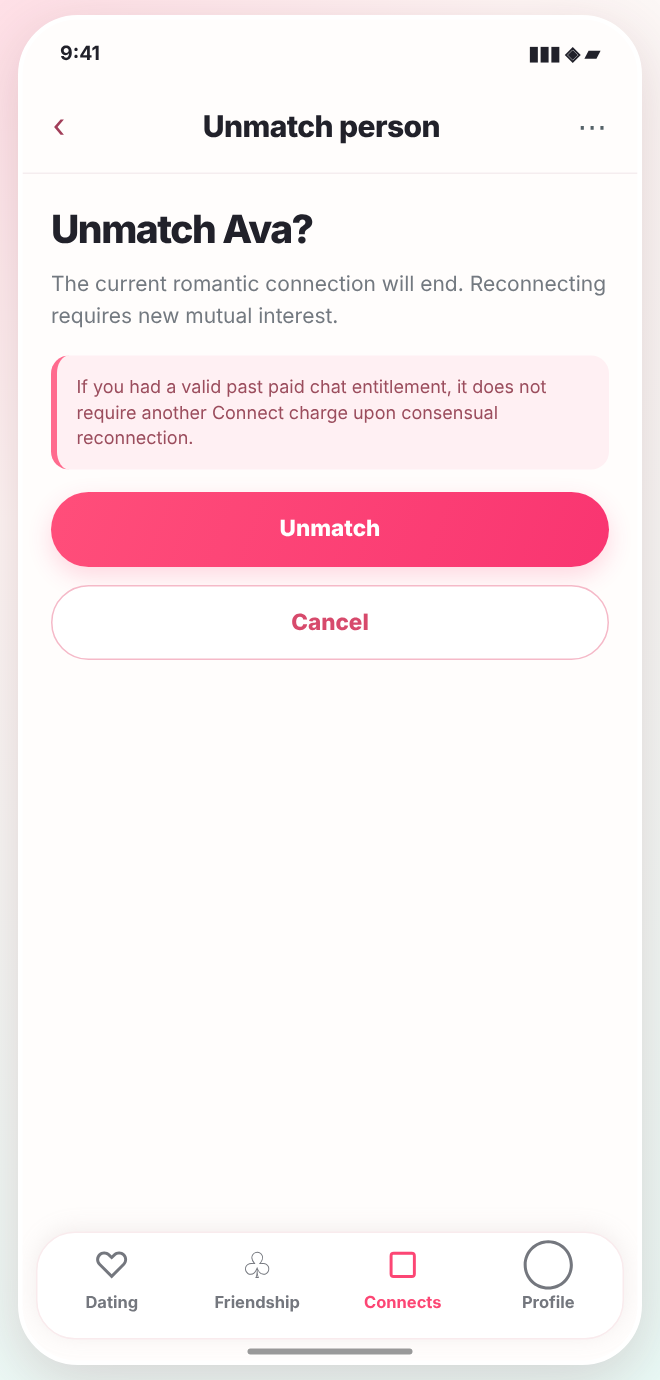 9:41
Unmatch person
Unmatch Ava?
The current romantic connection will end. Reconnecting
requires new mutual interest.
If you had a valid past paid chat entitlement, it does not
require another Connect charge upon consensual
reconnection.
Unmatch
Cancel
Dating
Friendship
Connects
Profile